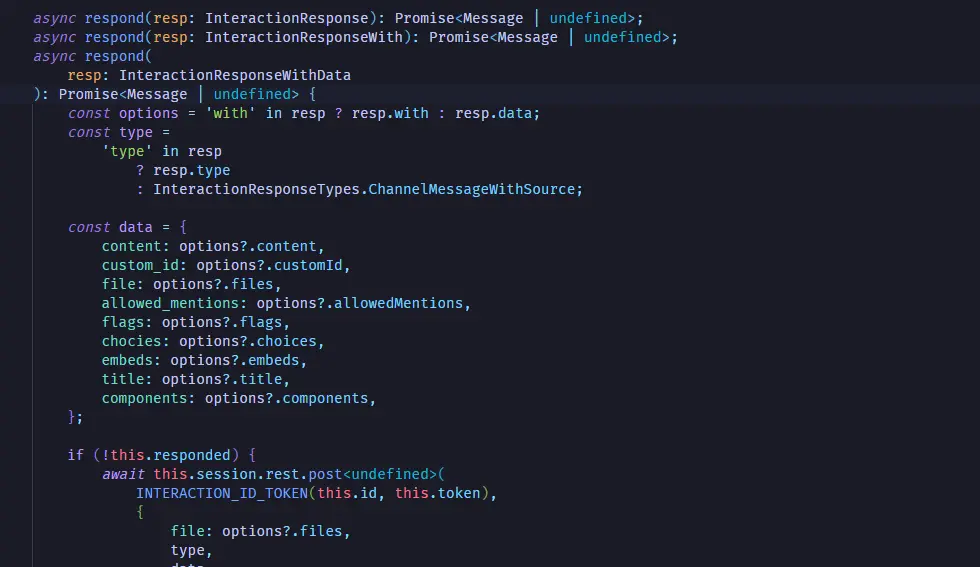 async respond(resp: InteractionResponse): Promise<Message | undefined>;
async respond(resp: InteractionResponseWith): Promise<Message | undefined>;
async respond(
    resp: InteractionResponseWithData
): Promise<Message | undefined> {
    const options = 'with' in resp ? resp.with : resp.data;
    const type =
        'type' in resp
            ? resp.type
            : InteractionResponseTypes.ChannelMessageWithSource;
    const data = {
        content: options?.content,
        custom_id: options?.customId,
        file: options?.files,
        allowed_mentions: options?.allowedMentions,
        flags: options?.flags,
        chocies: options?.choices,
        embeds: options?.embeds,
        title: options?.title,
        components: options?.components,
    };
    if (!this.responded) {
        await this.session.rest.post<undefined>(
            INTERACTION_ID_TOKEN(this.id, this.token),
            {
                file: options?.files,
                type,